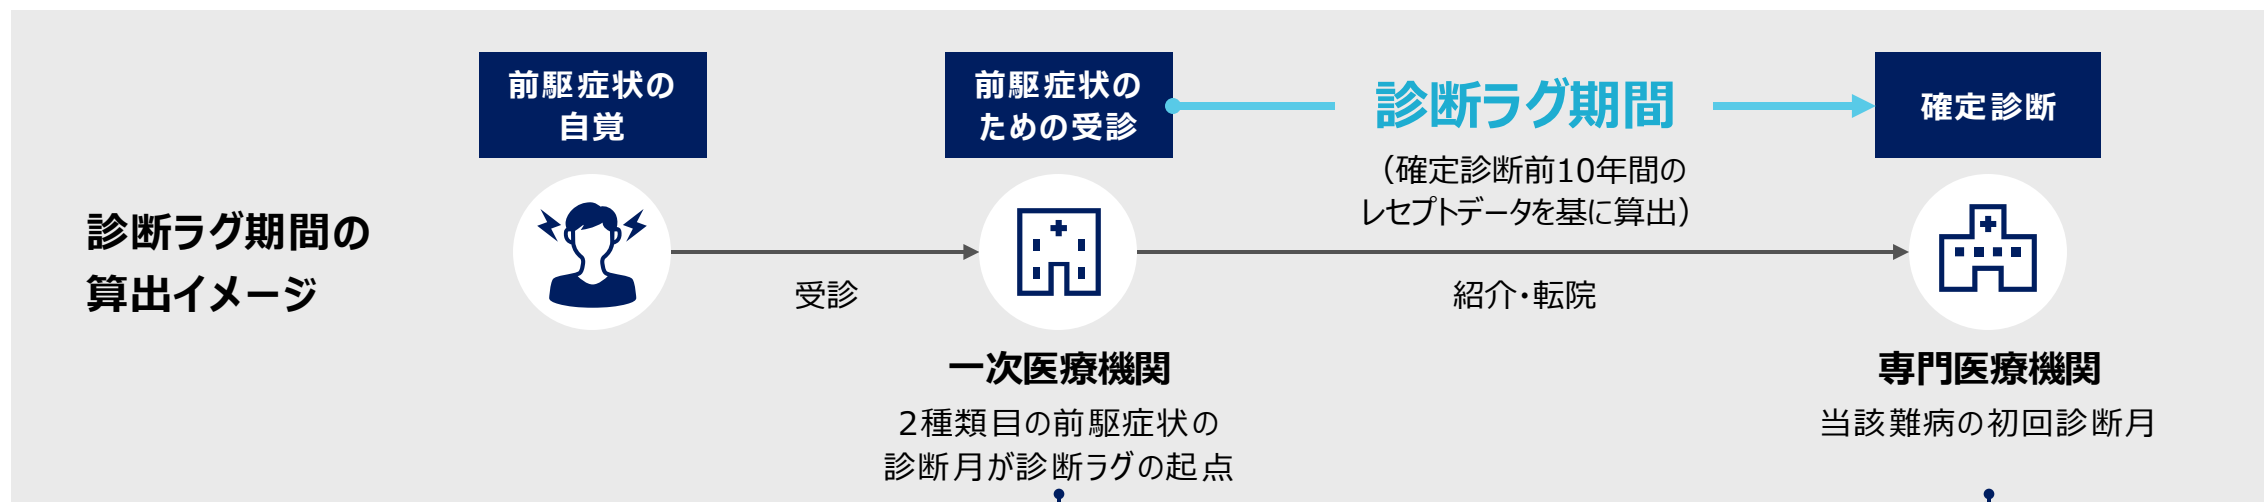 診断ラグ期間の
算出イメージ
前駆症状の
自覚
受診
前駆症状の
ための受診
一次医療機関
2種類目の前駆症状の
診断月が診断ラグの起点
診断ラグ期間
（確定診断前10年間の
レセプトデータを基に算出）
紹介・転院
確定診断
専門医療機関
当該難病の初回診断月